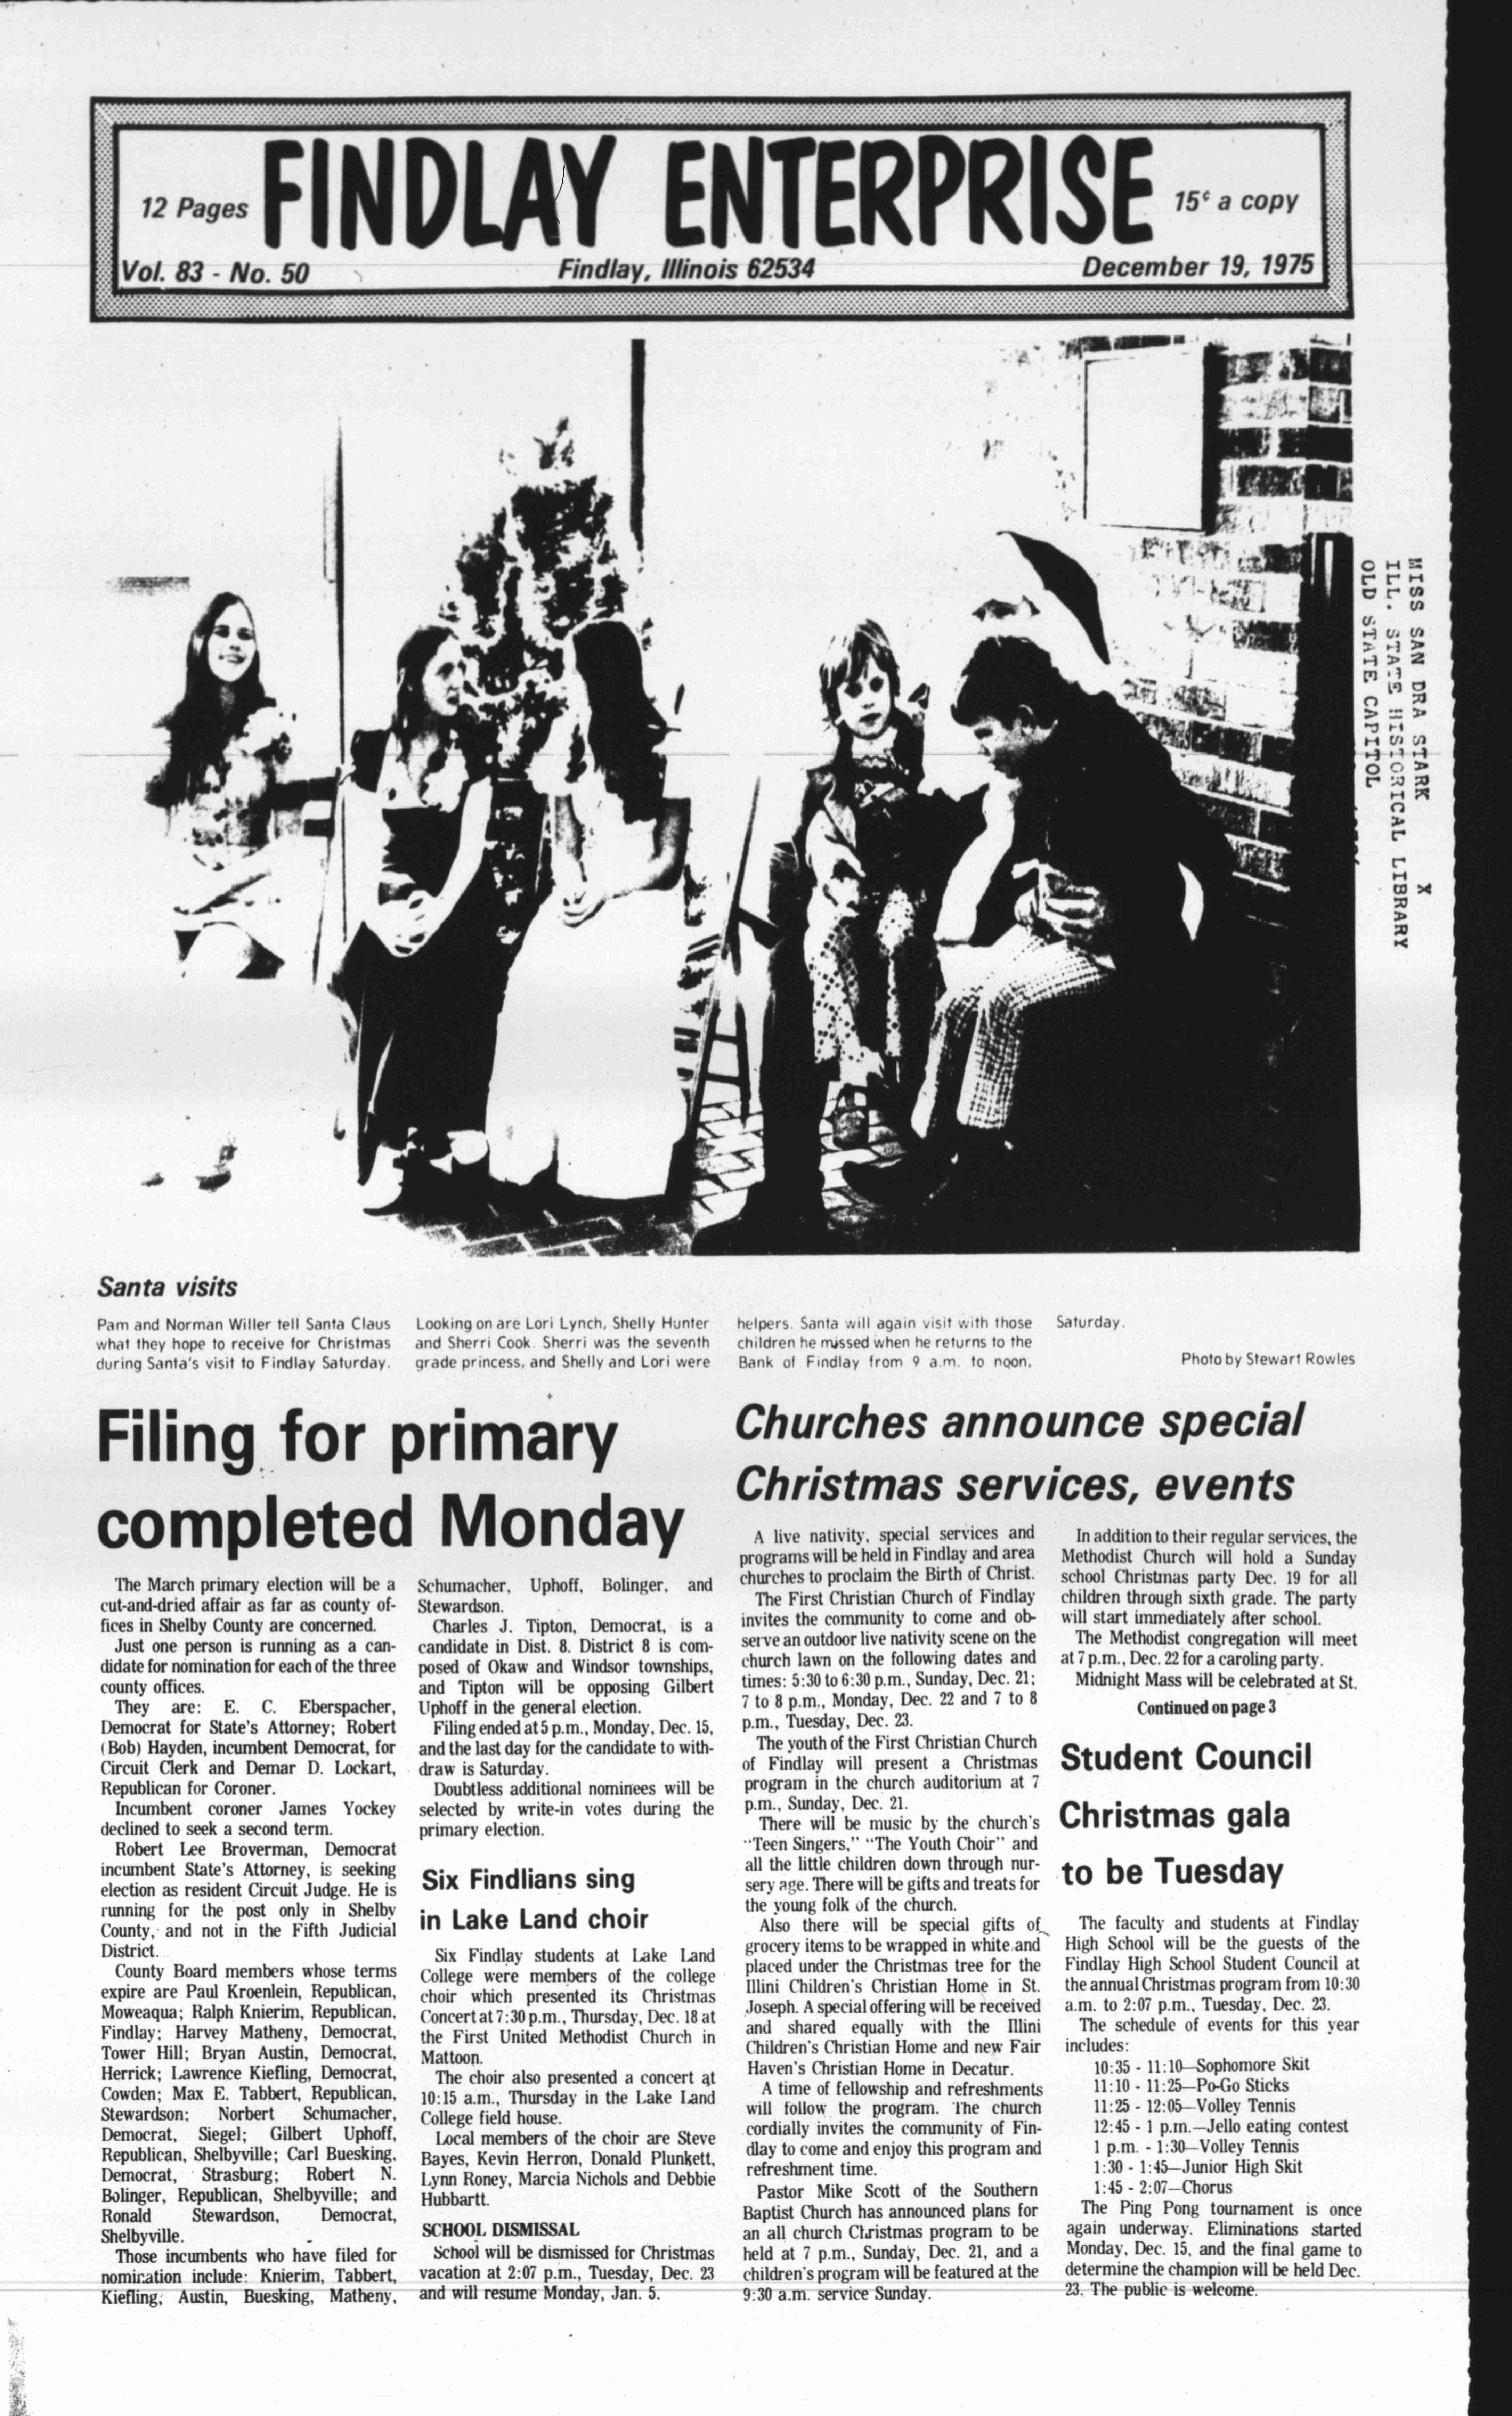 12 Pages
FINDLAY ENTERPRISE
15¢ a copy
Vol. 83 - No. 50
Findlay, Illinois 62534
December 19, 1975
MISS SAN DRA STARK X
ILL. STATE HISTORICAL LIBRARY
OLD STATE CAPITOL
Santa visits
Pam and Norman Willer tell Santa Claus
what they hope to receive for Christmas
during Santa's visit to Findlay Saturday.
Looking on are Lori Lynch, Shelly Hunter
and Sherri Cook. Sherri was the seventh
grade princess, and Shelly and Lori were
helpers. Santa will again visit with those
children he missed when he returns to the
Bank of Findlay from 9 a.m. to noon,
Saturday.
Photo by Stewart Rowles
Filing for primary
completed Monday
The March primary election will be a
cut-and-dried affair as far as county of-
fices in Shelby County are concerned.
Just one person is running as a can-
didate for nomination for each of the three
county offices.
They are: E. C. Eberspacher,
Democrat for State's Attorney; Robert
(Bob) Hayden, incumbent Democrat, for
Circuit Clerk and Demar D. Lockart,
Republican for Coroner.
Incumbent coroner James Yockey
declined to seek a second term.
Robert Lee Broverman, Democrat
incumbent State's Attorney, is seeking
election as resident Circuit Judge. He is
running for the post only in Shelby
County, and not in the Fifth Judicial
District.
County Board members whose terms
expire are Paul Kroenlein, Republican,
Moweaqua; Ralph Knierim, Republican,
Findlay; Harvey Matheny, Democrat,
Tower Hill; Bryan Austin, Democrat,
Herrick; Lawrence Kiefling, Democrat,
Cowden; Max E. Tabbert, Republican,
Stewardson; Norbert Schumacher,
Democrat, Siegel; Gilbert Uphoff,
Republican, Shelbyville; Carl Buesking,
Democrat, Strasburg; Robert N.
Bolinger, Republican, Shelbyville; and
Ronald Stewardson, Democrat,
Shelbyville.
Those incumbents who have filed for
nomination include: Knierim, Tabbert,
Kiefling, Austin, Buesking, Matheny,
Schumacher, Uphoff, Bolinger, and
Stewardson.
Charles J. Tipton, Democrat, is a
candidate in Dist. 8. District 8 is com-
posed of Okaw and Windsor townships,
and Tipton will be opposing Gilbert
Uphoff in the general election.
Filing ended at 5 p.m., Monday, Dec. 15,
and the last day for the candidate to with-
draw is Saturday.
Doubtless additional nominees will be
selected by write-in votes during the
primary election.
Six Findlians sing
in Lake Land choir
Six Findlay students at Lake Land
College were members of the college
choir which presented its Christmas
Concert at 7:30 p.m., Thursday, Dec. 18 at
the First United Methodist Church in
Mattoon.
The choir also presented a concert at
10:15 a.m., Thursday in the Lake Land
College field house.
Local members of the choir are Steve
Bayes, Kevin Herron, Donald Plunkett,
Lynn Roney, Marcia Nichols and Debbie
Hubbartt.
SCHOOL DISMISSAL
School will be dismissed for Christmas
vacation at 2:07 p.m., Tuesday, Dec. 23
and will resume Monday, Jan. 5.
Churches announce special
Christmas services, events
A live nativity, special services and
programs will be held in Findlay and area
churches to proclaim the Birth of Christ.
The First Christian Church of Findlay
invites the community to come and ob-
serve an outdoor live nativity scene on the
church lawn on the following dates and
times: 5:30 to 6:30 p.m., Sunday, Dec. 21;
7 to 8 p.m., Monday, Dec. 22 and 7 to 8
p.m., Tuesday, Dec. 23.
The youth of the First Christian Church
of Findlay will present a Christmas
program in the church auditorium at 7
p.m., Sunday, Dec. 21.
There will be music by the church's
"Teen Singers," "The Youth Choir" and
all the little children down through nur-
sery age. There will be gifts and treats for
the young folk of the church.
Also there will be special gifts of
grocery items to be wrapped in white and
placed under the Christmas tree for the
Illini Children's Christian Home in St.
Joseph. A special offering will be received
and shared equally with the Illini
Children's Christian Home and new Fair
Haven's Christian Home in Decatur.
A time of fellowship and refreshments
will follow the program. The church
cordially invites the community of Fin-
dlay to come and enjoy this program and
refreshment time.
Pastor Mike Scott of the Southern
Baptist Church has announced plans for
an all church Christmas program to be
held at 7 p.m., Sunday, Dec. 21, and a
children's program will be featured at the
9:30 a.m. service Sunday.
In addition to their regular services, the
Methodist Church will hold a Sunday
school Christmas party Dec. 19 for all
children through sixth grade. The party
will start immediately after school.
The Methodist congregation will meet
at 7 p.m., Dec. 22 for a caroling party.
Midnight Mass will be celebrated at St.
Continued on page 3
Student Council
Christmas gala
to be Tuesday
The faculty and students at Findlay
High School will be the guests of the
Findlay High School Student Council at
the annual Christmas program from 10:30
a.m. to 2:07 p.m., Tuesday, Dec. 23.
The schedule of events for this year
includes:
10:35 - 11:10—Sophomore Skit
11:10 - 11:25—Po-Go Sticks
11:25 - 12:05—Volley Tennis
12:45 - 1 p.m.—Jello eating contest
1 p.m. - 1:30—Volley Tennis
1:30 - 1:45—Junior High Skit
1:45 - 2:07—Chorus
The Ping Pong tournament is once
again underway. Eliminations started
Monday, Dec. 15, and the final game to
determine the champion will be held Dec.
23. The public is welcome.